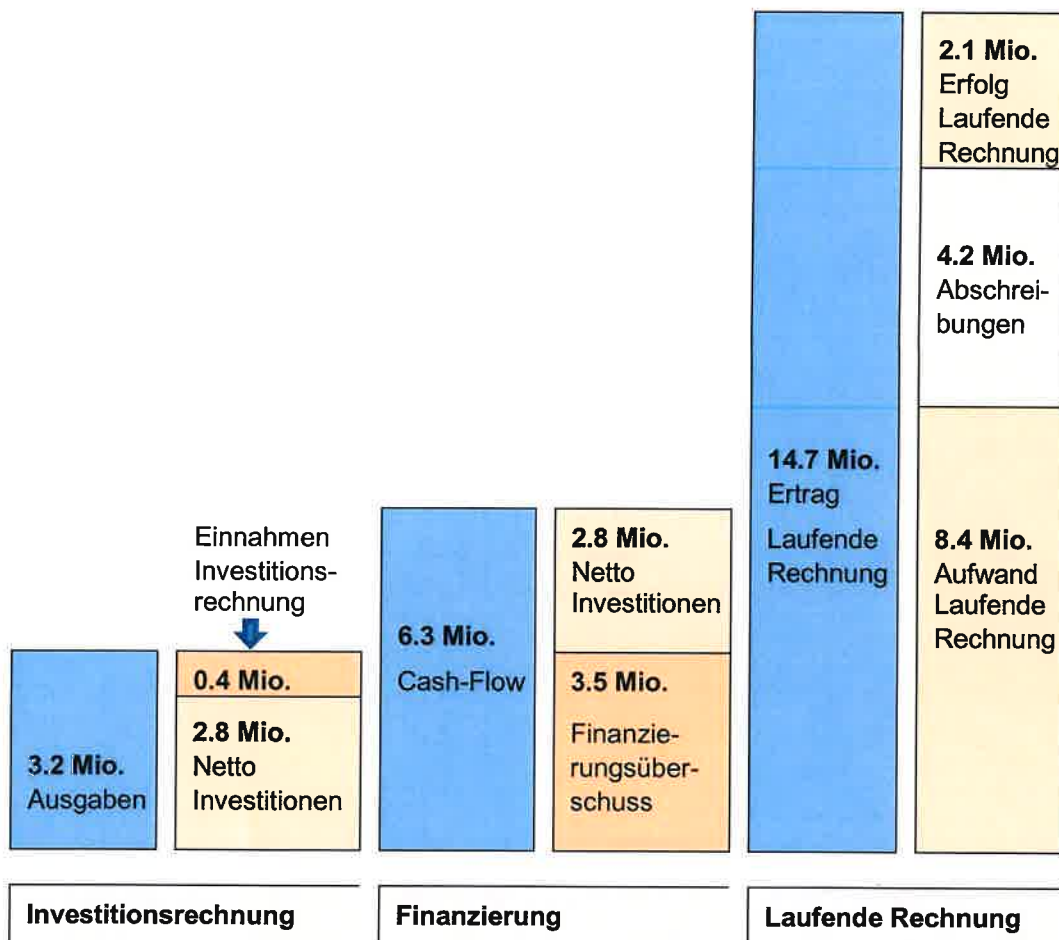 2.1 Mio.
Erfolg
Laufende
Rechnung
4.2 Mio.
Abschrei-
bungen
14.7 Mio.
Ertrag
Laufende
Rechnung
8.4 Mio.
Aufwand
Laufende
Rechnung
Einnahmen
Investitions-
rechnung
3.2 Mio.
Ausgaben
0.4 Mio.
2.8 Mio.
Netto
Investitionen
6.3 Mio.
Cash-Flow
2.8 Mio.
Netto
Investitionen
3.5 Mio.
Finanzie-
rungsüber-
schuss
Investitionsrechnung
Finanzierung
Laufende Rechnung